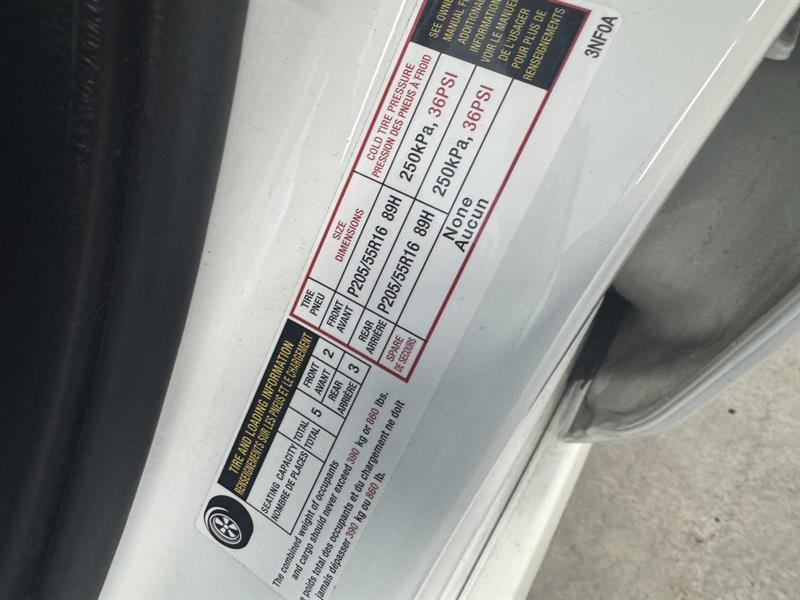 TIRE AND LOADING INFORMATION
RENSEIGNEMENTS SUR LES PNEUS ET LE CHARGEMENT
SEATING CAPACITY
NOMBRE DE PLACES
TOTAL
TOTAL
5
FRONT
AVANT
2
REAR
ARRIÈRE
3
The combined weight of occupants
and cargo should never exceed 390 kg or 860 lbs.
poids total des occupants et du chargement ne doit
jamais dépasser 390 kg ou 860 lb.
TIRE
PNEU
SIZE
DIMENSIONS
COLD TIRE PRESSURE
PRESSION DES PNEUS À FROID
FRONT
AVANT
P205/55R16 89H
250kPa, 36PSI
REAR
ARRIÈRE
P205/55R16 89H
250kPa, 36PSI
SPARE
DE SECOURS
None
Aucun
SEE OWNER
MANUAL F
ADDITIONAL
INFORMATION
VOIR LE MANUEL
DE L'USAGER
POUR PLUS DE
RENSEIGNEMENTS
3NF0A